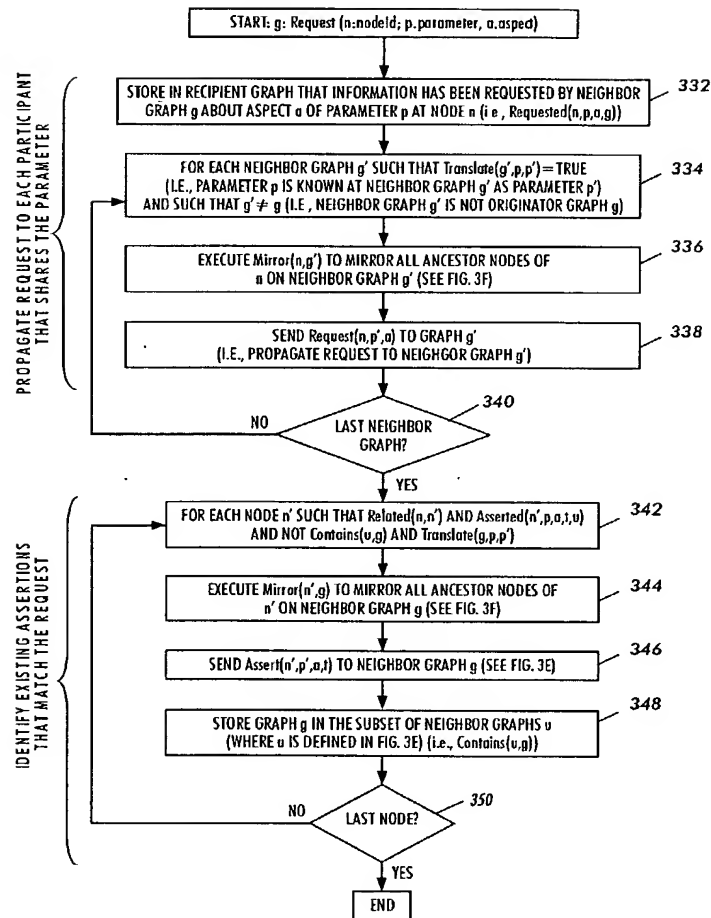 START: g: Request (n:nodeId; p.parameter, a.aspect)
STORE IN RECIPIENT GRAPH THAT INFORMATION HAS BEEN REQUESTED BY NEIGHBOR
GRAPH g ABOUT ASPECT a OF PARAMETER p AT NODE n (i e , Requested(n,p,a,g))
332
PROPAGATE REQUEST TO EACH PARTICIPANT
THAT SHARES THE PARAMETER
FOR EACH NEIGHBOR GRAPH g' SUCH THAT Translate(g',p,p')=TRUE
(I.E., PARAMETER p IS KNOWN AT NEIGHBOR GRAPH g' AS PARAMETER p')
AND SUCH THAT g' ≠ g (I.E , NEIGHBOR GRAPH g' IS NOT ORIGINATOR GRAPH g)
334
EXECUTE Mirror(n,g') TO MIRROR ALL ANCESTOR NODES OF
n ON NEIGHBOR GRAPH g' (SEE FIG. 3F)
336
SEND Request(n,p',a) TO GRAPH g'
(I.E., PROPAGATE REQUEST TO NEIGHGOR GRAPH g')
338
NO
LAST NEIGHBOR
GRAPH?
340
YES
FOR EACH NODE n' SUCH THAT Related(n,n') AND Asserted(n',p,a,t,u)
AND NOT Contains(u,g) AND Translate(g,p,p')
342
IDENTIFY EXISTING ASSERTIONS
THAT MATCH THE REQUEST
EXECUTE Mirror(n',g) TO MIRROR ALL ANCESTOR NODES OF
n' ON NEIGHBOR GRAPH g (SEE FIG. 3F)
344
SEND Assert(n',p',a,t) TO NEIGHBOR GRAPH g (SEE FIG. 3E)
346
STORE GRAPH g IN THE SUBSET OF NEIGHBOR GRAPHS u
(WHERE u IS DEFINED IN FIG. 3E) (i.e., Contains(u,g))
348
NO
LAST NODE?
350
YES
END